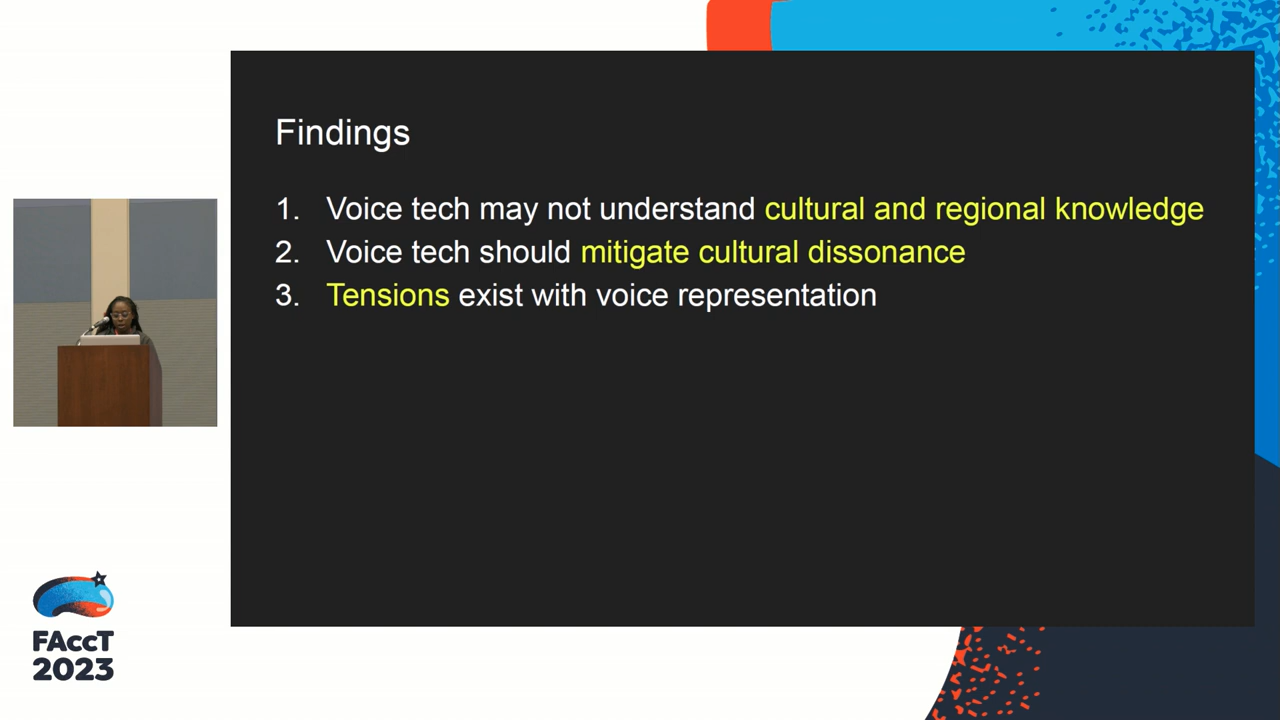 Findings
1. Voice tech may not understand cultural and regional knowledge
2. Voice tech should mitigate cultural dissonance
3. Tensions exist with voice representation
FAccT
2023